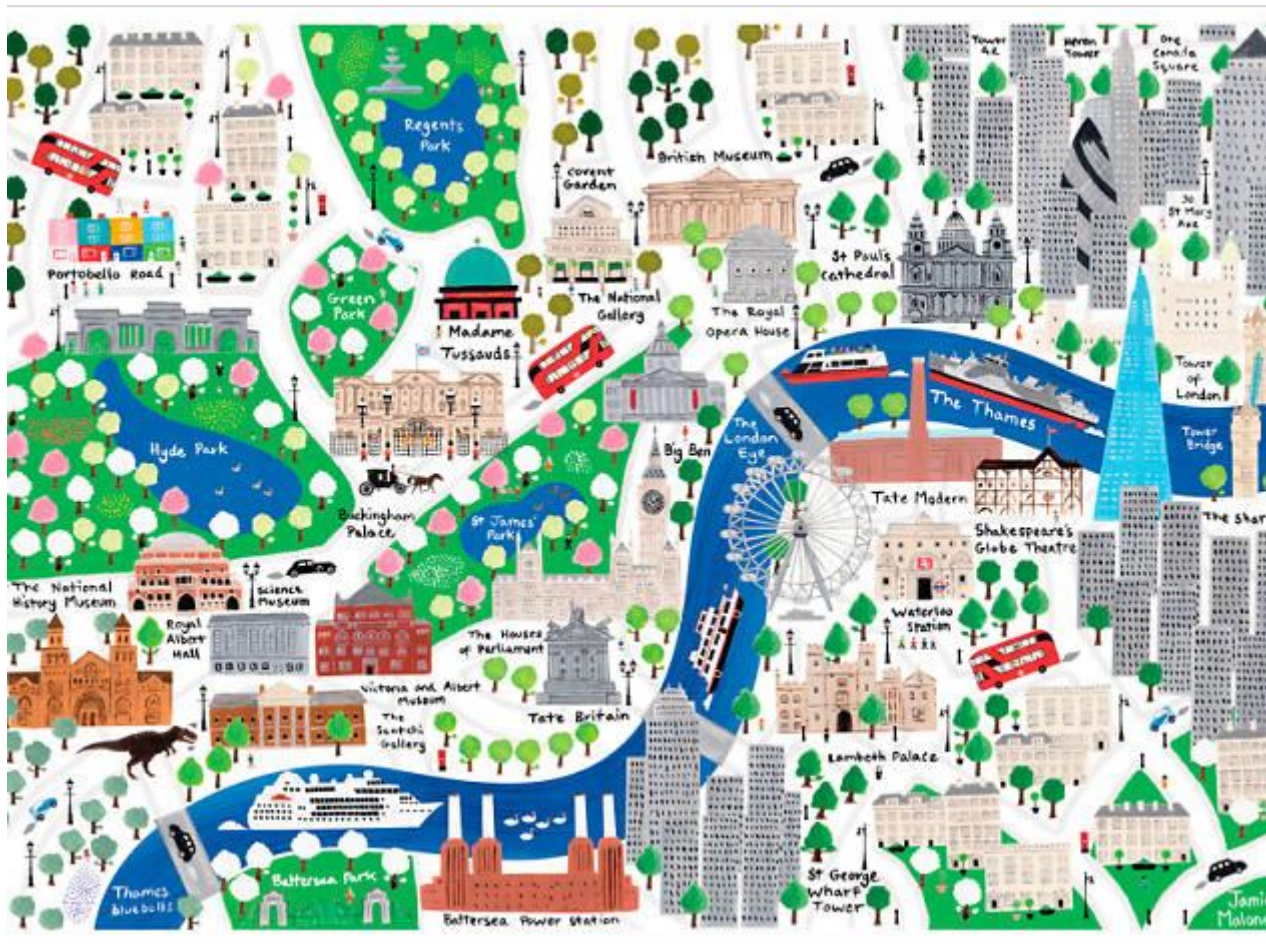 Tower
42
Heron
Tower
One
Canada
Square
Regents
Park
British Museum
Covent
Garden
30
St Mary
Axe
St Pauls
Cathedral
Portobello Road
Green
Park
The National
Gallery
The Royal
Opera House
Madame
Tussauds
Tower
of
London
The Thames
The
London
Eye
Tower
Bridge
Hyde Park
Big Ben
Tate Modern
Buckingham
Palace
St James'
Park
Shakespeare's
Globe Theatre
The Shar
The National
History Museum
Science
Museum
Royal
Albert
Hall
Waterloo
Station
The Houses
of Parliament
Victoria and Albert
Museum
The
Saatchi
Gallery
Tate Britain
Lambeth Palace
Battersea Park
Thames
bluebells
Battersea Power Station
St George
Wharf
Tower
Jami
Malone